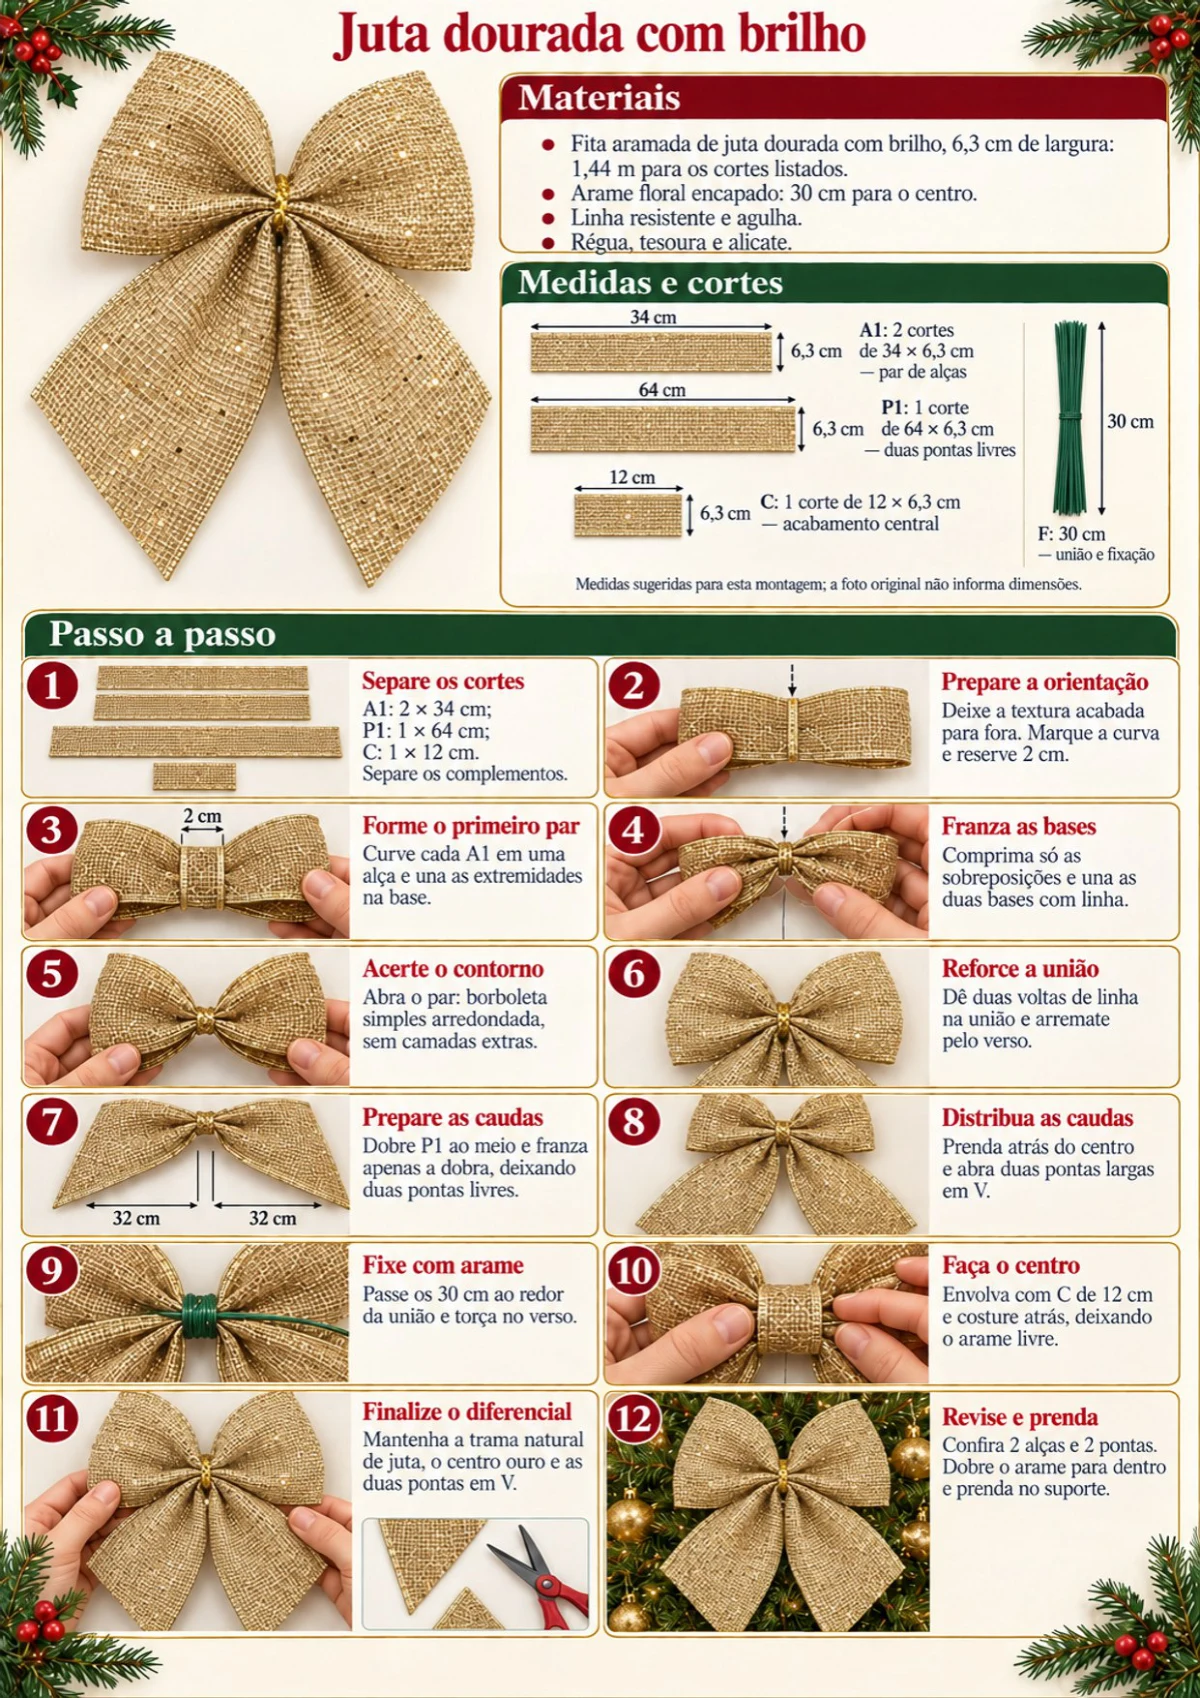 Juta dourada com brilho
Materiais
● Fita aramada de juta dourada com brilho, 6,3 cm de largura:
1,44 m para os cortes listados.
● Arame floral encapado: 30 cm para o centro.
● Linha resistente e agulha.
● Régua, tesoura e alicate.
Medidas e cortes
34 cm
6,3 cm
A1: 2 cortes
de 34 × 6,3 cm
— par de alças
64 cm
6,3 cm
P1: 1 corte
de 64 × 6,3 cm
— duas pontas livres
12 cm
6,3 cm
C: 1 corte de 12 × 6,3 cm
— acabamento central
30 cm
F: 30 cm
— união e fixação
Medidas sugeridas para esta montagem; a foto original não informa dimensões.
Passo a passo
1
Separe os cortes
A1: 2 × 34 cm;
P1: 1 × 64 cm;
C: 1 × 12 cm.
Separe os complementos.
2
Prepare a orientação
Deixe a textura acabada
para fora. Marque a curva
e reserve 2 cm.
3
2 cm
Forme o primeiro par
Curve cada A1 em uma
alça e una as extremidades
na base.
4
Franza as bases
Comprima só as
sobreposições e una as
duas bases com linha.
5
Acerte o contorno
Abra o par: borboleta
simples arredondada,
sem camadas extras.
6
Reforce a união
Dê duas voltas de linha
na união e arremate
pelo verso.
7
32 cm
32 cm
Prepare as caudas
Dobre P1 ao meio e franza
apenas a dobra, deixando
duas pontas livres.
8
Distribua as caudas
Prenda atrás do centro
e abra duas pontas largas
em V.
9
Fixe com arame
Passe os 30 cm ao redor
da união e torça no verso.
10
Faça o centro
Envolva com C de 12 cm
e costure atrás, deixando
o arame livre.
11
Finalize o diferencial
Mantenha a trama natural
de juta, o centro ouro e as
duas pontas em V.
12
Revise e prenda
Confira 2 alças e 2 pontas.
Dobre o arame para dentro
e prenda no suporte.